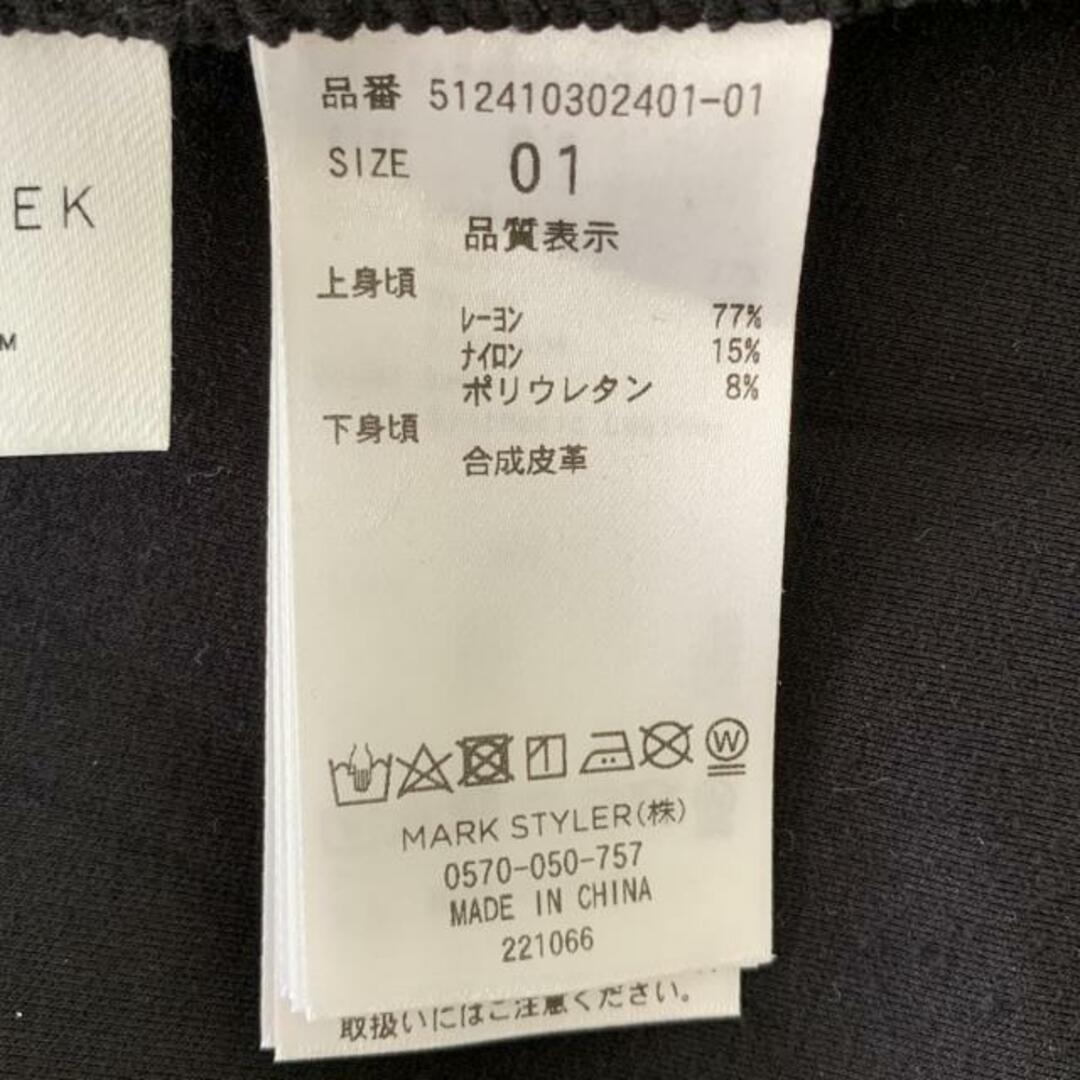 EK
M
品番 512410302401-01
SIZE 01
品質表示
上身頃
レーヨン 77%
ナイロン 15%
ポリウレタン 8%
下身頃
合成皮革
W
MARK STYLER(株)
0570-050-757
MADE IN CHINA
221066
取扱いにはご注意ください。